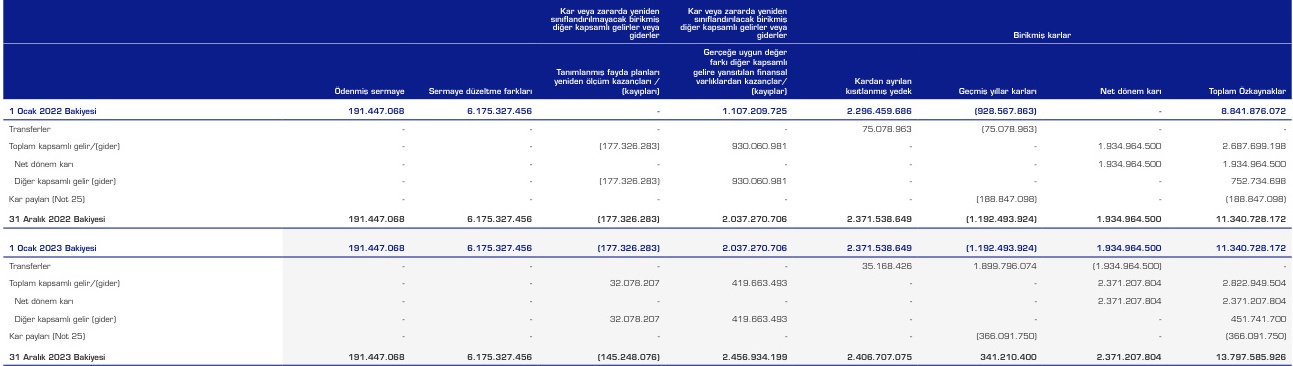 Kar veya zararda yeniden
sınıflandırılmayacak birikmiş
diğer kapsamlı gelirler veya
giderler
Kar veya zararda yeniden
sınıflandırılacak birikmiş
diğer kapsamlı gelirler veya
giderler
Birikmiş karlar
Ödenmiş sermaye
Sermaye düzeltme farkları
Tanımlanmış fayda planları
yeniden ölçüm kazançları /
(kayıpları)
Gerçeğe uygun değer
farkı diğer kapsamlı
gelire yansıtılan finansal
varlıklardan kazançlar/
(kayıplar)
Kardan ayrılan
kısıtlanmış yedek
Geçmiş yıllar karları
Net dönem karı
Toplam Özkaynaklar
1 Ocak 2022 Bakiyesi 191.447.068 6.175.327.456 - 1.107.209.725 2.296.459.686 (928.567.863) - 8.841.876.072
Transferler - - - - 75.078.963 (75.078.963) - -
Toplam kapsamlı gelir/(gider) - - (177.326.283) 930.060.981 - - 1.934.964.500 2.687.699.198
Net dönem karı - - - - - - 1.934.964.500 1.934.964.500
Diğer kapsamlı gelir (gider) - - (177.326.283) 930.060.981 - - - 752.734.698
Kar payları (Not 25) - - - - - (188.847.098) - (188.847.098)
31 Aralık 2022 Bakiyesi 191.447.068 6.175.327.456 (177.326.283) 2.037.270.706 2.371.538.649 (1.192.493.924) 1.934.964.500 11.340.728.172
1 Ocak 2023 Bakiyesi 191.447.068 6.175.327.456 (177.326.283) 2.037.270.706 2.371.538.649 (1.192.493.924) 1.934.964.500 11.340.728.172
Transferler - - - - 35.168.426 1.899.796.074 (1.934.964.500) -
Toplam kapsamlı gelir/(gider) - - 32.078.207 419.663.493 - - 2.371.207.804 2.822.949.504
Net dönem karı - - - - - - 2.371.207.804 2.371.207.804
Diğer kapsamlı gelir (gider) - - 32.078.207 419.663.493 - - - 451.741.700
Kar payları (Not 25) - - - - - (366.091.750) - (366.091.750)
31 Aralık 2023 Bakiyesi 191.447.068 6.175.327.456 (145.248.076) 2.456.934.199 2.406.707.075 341.210.400 2.371.207.804 13.797.585.926